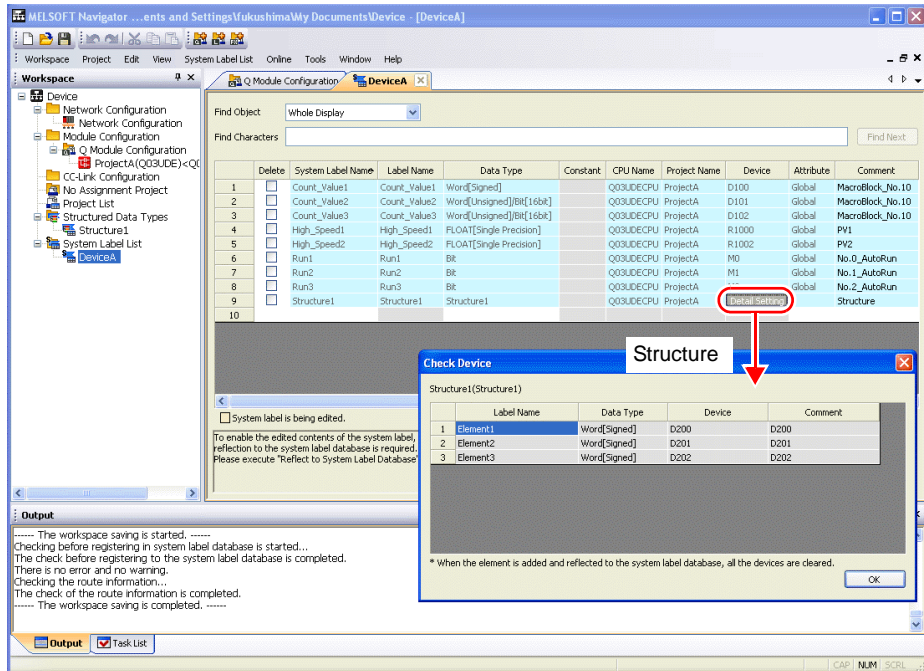 MELSOFT Navigator ...ents and Settings\fukushima\My Documents\Device - [DeviceA]
Workspace Project Edit View System Label List Online Tools Window Help
Workspace
Device
Network Configuration
Network Configuration
Module Configuration
Q Module Configuration
ProjectA(Q03UDE)<Q(
CC-Link Configuration
No Assignment Project
Project List
Structured Data Types
Structure1
System Label List
DeviceA
Q Module Configuration DeviceA
Find Object Whole Display
Find Characters Find Next
Delete System Label Name Label Name Data Type Constant CPU Name Project Name Device Attribute Comment
1 Count_Value1 Count_Value1 Word[Signed] Q03UDECPU ProjectA D100 Global MacroBlock_No.10
2 Count_Value2 Count_Value2 Word[Unsigned]/Bit[16bit] Q03UDECPU ProjectA D101 Global MacroBlock_No.10
3 Count_Value3 Count_Value3 Word[Unsigned]/Bit[16bit] Q03UDECPU ProjectA D102 Global MacroBlock_No.10
4 High_Speed1 High_Speed1 FLOAT[Single Precision] Q03UDECPU ProjectA R1000 Global PV1
5 High_Speed2 High_Speed2 FLOAT[Single Precision] Q03UDECPU ProjectA R1002 Global PV2
6 Run1 Run1 Bit Q03UDECPU ProjectA M0 Global No.0_AutoRun
7 Run2 Run2 Bit Q03UDECPU ProjectA M1 Global No.1_AutoRun
8 Run3 Run3 Bit Q03UDECPU ProjectA Global No.2_AutoRun
9 Structure1 Structure1 Structure1 Q03UDECPU ProjectA Detail Setting Structure
10
System label is being edited.
To enable the edited contents of the system label,
reflection to the system label database is required.
Please execute "Reflect to System Label Database"
Structure
Check Device
Structure1(Structure1)
Label Name Data Type Device Comment
1 Element1 Word[Signed] D200 D200
2 Element2 Word[Signed] D201 D201
3 Element3 Word[Signed] D202 D202
* When the element is added and reflected to the system label database, all the devices are cleared.
OK
Output
------ The workspace saving is started. ------
Checking before registering in system label database is started...
The check before registering to the system label database is completed.
There is no error and no warning.
Checking the route information...
The check of the route information is completed.
------ The workspace saving is completed. ------
Output Task List
CAP NUM SCRL